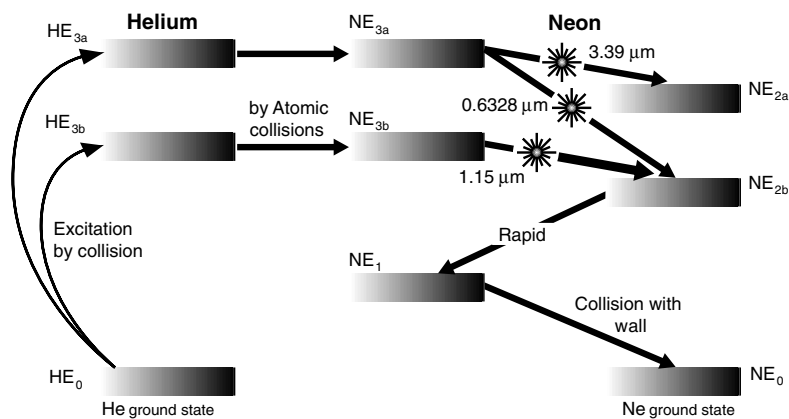 Helium
Neon
HE3a
NE3a
3.39 μm
NE2a
0.6328 μm
HE3b
by Atomic
collisions
NE3b
1.15 μm
NE2b
Excitation
by collision
Rapid
NE1
Collision with
wall
HE0
NE0
He ground state
Ne ground state